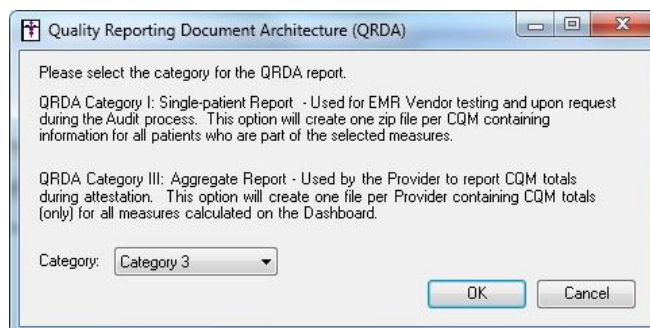 Quality Reporting Document Architecture (QRDA)
Please select the category for the QRDA report.
QRDA Category I: Single-patient Report - Used for EMR Vendor testing and upon request
during the Audit process. This option will create one zip file per CQM containing
information for all patients who are part of the selected measures.
QRDA Category III: Aggregate Report - Used by the Provider to report CQM totals
during attestation. This option will create one file per Provider containing CQM totals
(only) for all measures calculated on the Dashboard.
Category: Category 3
OK Cancel